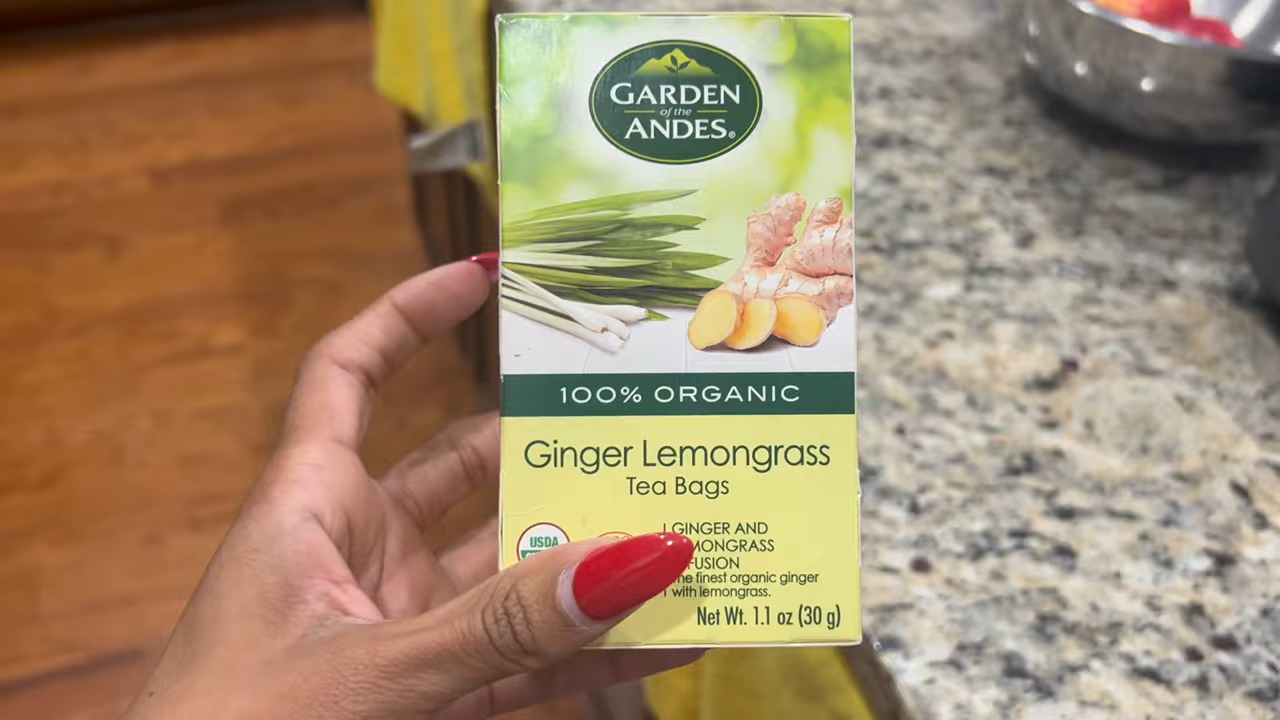 GARDEN
of the
ANDES®
100% ORGANIC
Ginger Lemongrass
Tea Bags
USDA
GINGER AND
MONGRASS
FUSION
finest organic ginger
with lemongrass.
Net Wt. 1.1 oz (30 g)